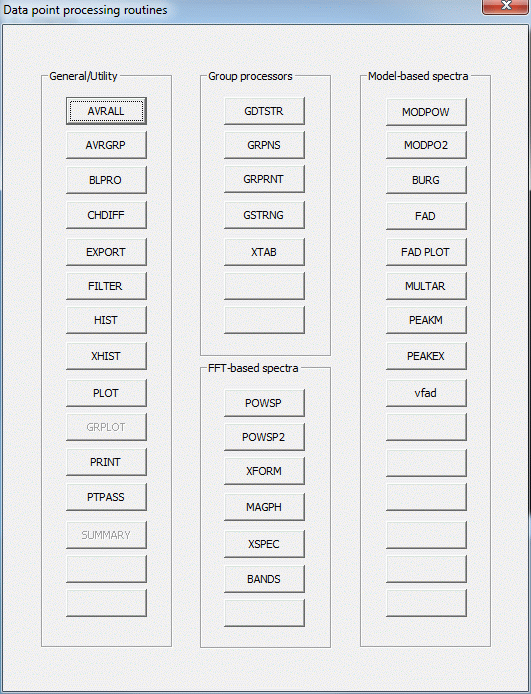 Data point processing routines
General/Utility
AVRALL
AVRGRP
BLPRO
CHDIFF
EXPORT
FILTER
HIST
XHIST
PLOT
GRPLOT
PRINT
PTPASS
SUMMARY
Group processors
GDTSTR
GRPNS
GRPRNT
GSTRNG
XTAB
FFT-based spectra
POWSP
POWSP2
XFORM
MAGPH
XSPEC
BANDS
Model-based spectra
MODPOW
MODPO2
BURG
FAD
FAD PLOT
MULTAR
PEAKM
PEAKEX
vfad